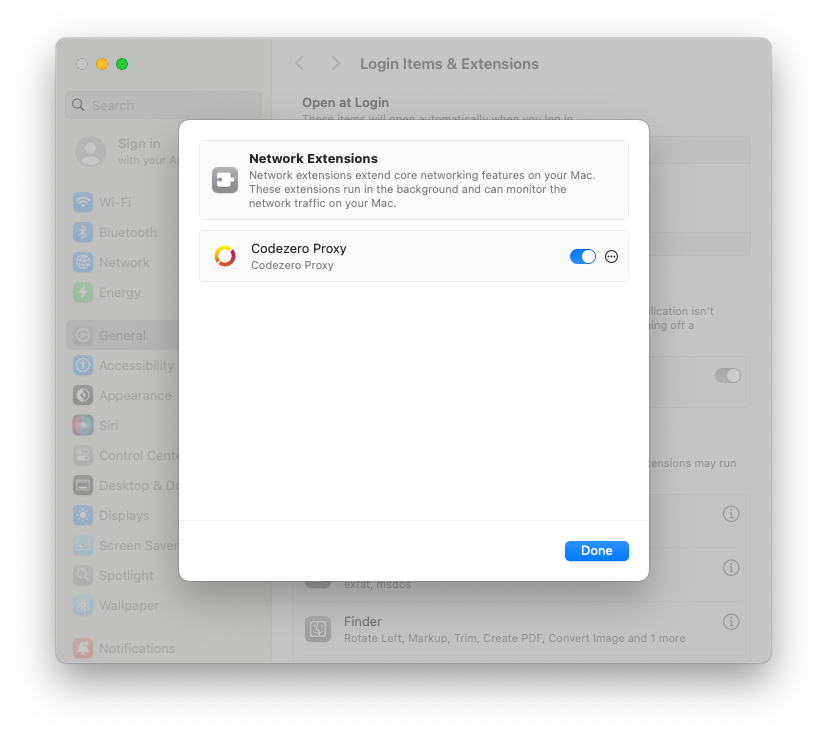 Login Items & Extensions
Search
Sign in
with your Ap
Wi-Fi
Bluetooth
Network
Energy
General
Accessibility
Appearance
Siri
Control Cente
Desktop & Do
Displays
Screen Saver
Spotlight
Wallpaper
Notifications
Open at Login
These items will open automatically when you log in.
Network Extensions
Network extensions extend core networking features on your Mac.
These extensions run in the background and can monitor the
network traffic on your Mac.
Codezero Proxy
Codezero Proxy
Done
lication isn't
ing off a
tensions may run
exfat, msdos
Finder
Rotate Left, Markup, Trim, Create PDF, Convert Image and 1 more